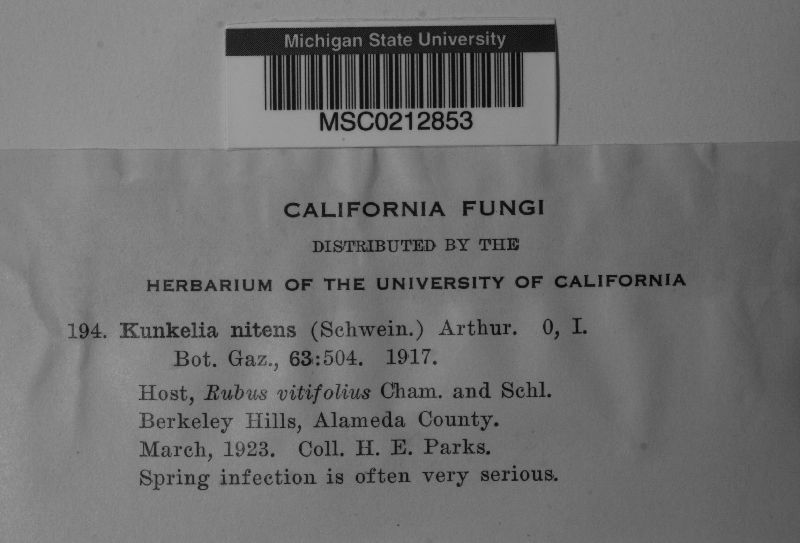 Michigan State University
MSC0212853
CALIFORNIA FUNGI
DISTRIBUTED BY THE
HERBARIUM OF THE UNIVERSITY OF CALIFORNIA
194. Kunkelia nitens (Schwein.) Arthur. 0, I.
Bot. Gaz., 63:504. 1917.
Host, Rubus vitifolius Cham. and Schl.
Berkeley Hills, Alameda County.
March, 1923. Coll. H. E. Parks.
Spring infection is often very serious.